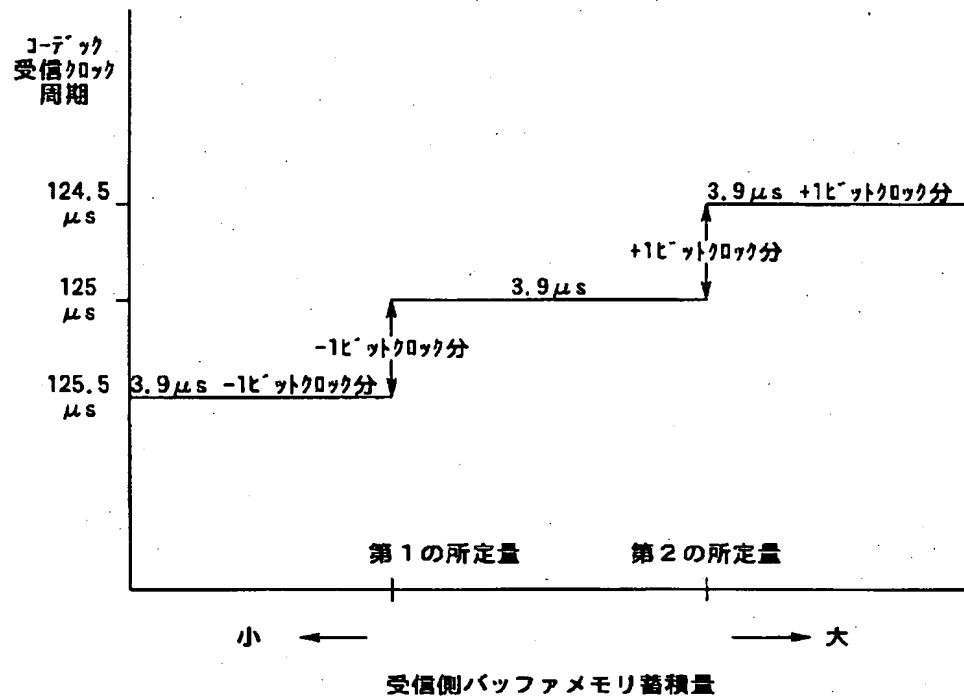 ｺｰﾃﾞｯｸ
受信ｸﾛｯｸ
周期
124.5
μs
3.9μs +1ﾋﾞｯﾄｸﾛｯｸ分
+1ﾋﾞｯﾄｸﾛｯｸ分
125
μs
3.9μs
-1ﾋﾞｯﾄｸﾛｯｸ分
125.5
μs
3.9μs -1ﾋﾞｯﾄｸﾛｯｸ分
第1の所定量
第2の所定量
小
大
受信側バッファメモリ蓄積量